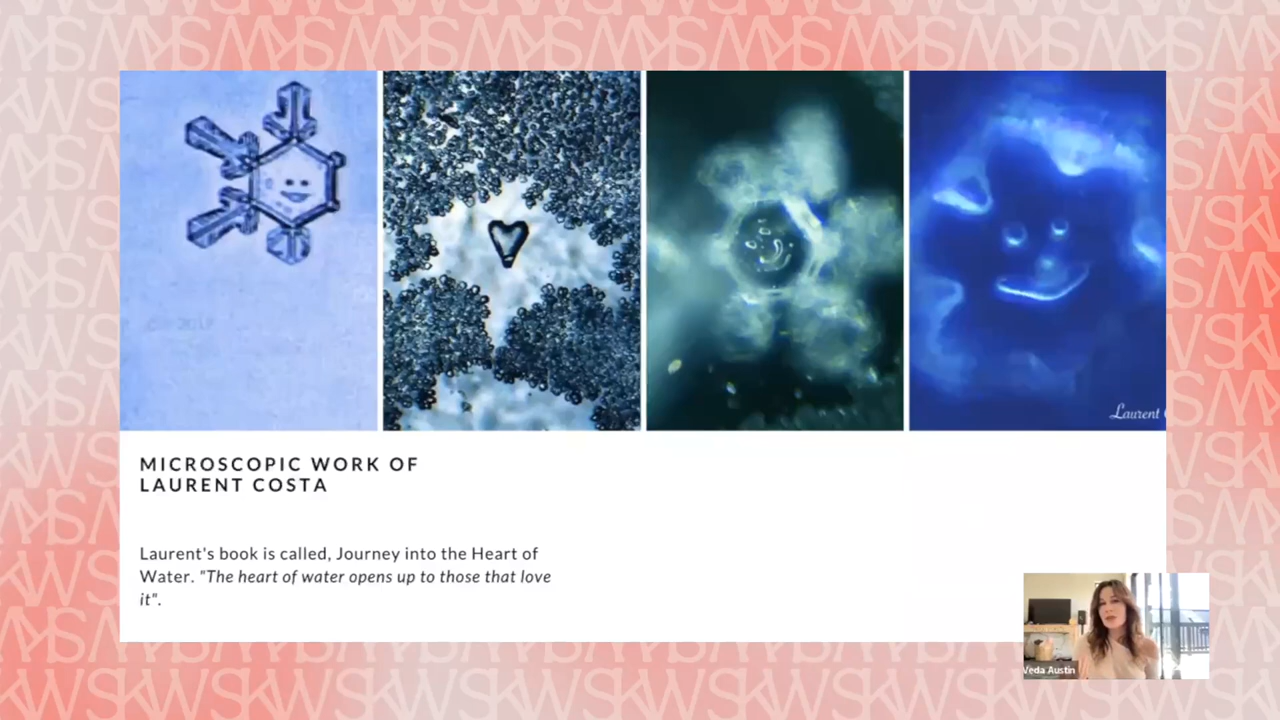 Laurent
MICROSCOPIC WORK OF
LAURENT COSTA
Laurent's book is called, Journey into the Heart of
Water. "The heart of water opens up to those that love
it".
Veda Austin